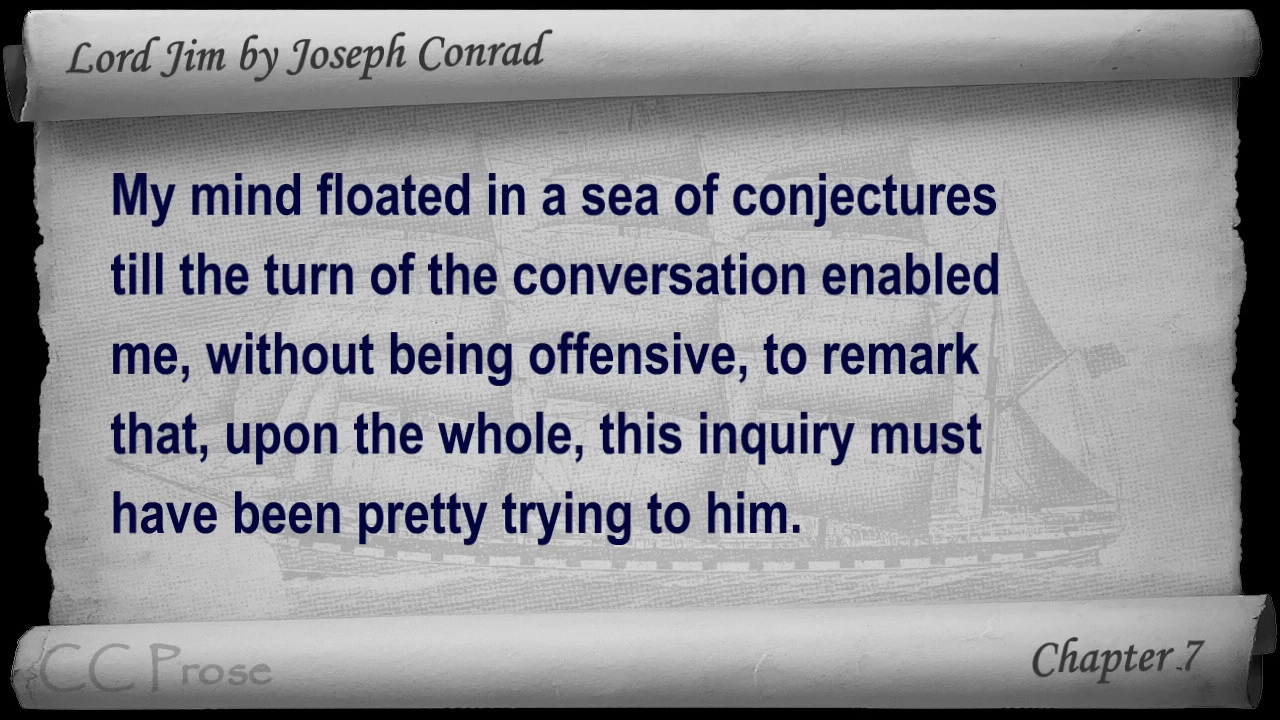 Lord Jim by Joseph Conrad
My mind floated in a sea of conjectures
till the turn of the conversation enabled
me, without being offensive, to remark
that, upon the whole, this inquiry must
have been pretty trying to him.
CC Prose
Chapter 7